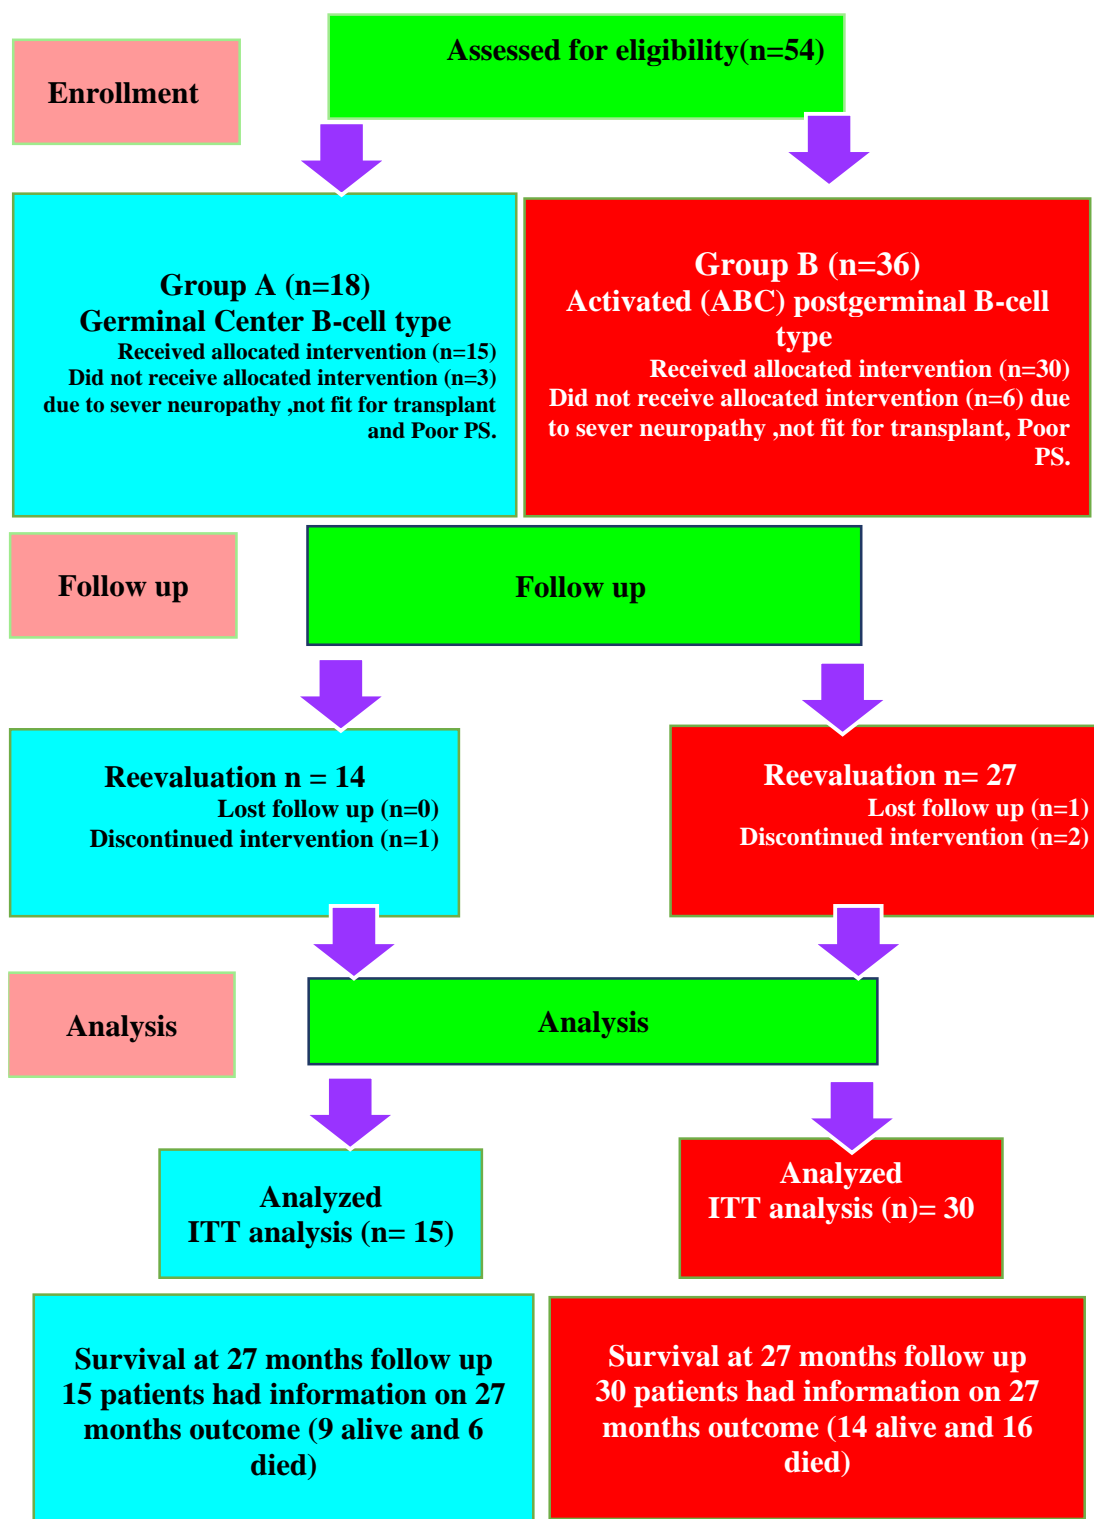 Assessed for eligibility(n=54)
Enrollment
Group A (n=18)
Germinal Center B-cell type
Received allocated intervention (n=15)
Did not receive allocated intervention (n=3)
due to sever neuropathy ,not fit for transplant
and Poor PS.
Group B (n=36)
Activated (ABC) postgerminal B-cell
type
Received allocated intervention (n=30)
Did not receive allocated intervention (n=6) due
to sever neuropathy ,not fit for transplant, Poor
PS.
Follow up
Follow up
Reevaluation n = 14
Lost follow up (n=0)
Discontinued intervention (n=1)
Reevaluation n= 27
Lost follow up (n=1)
Discontinued intervention (n=2)
Analysis
Analysis
Analyzed
ITT analysis (n= 15)
Analyzed
ITT analysis (n)= 30
Survival at 27 months follow up
15 patients had information on 27
months outcome (9 alive and 6
died)
Survival at 27 months follow up
30 patients had information on 27
months outcome (14 alive and 16
died)